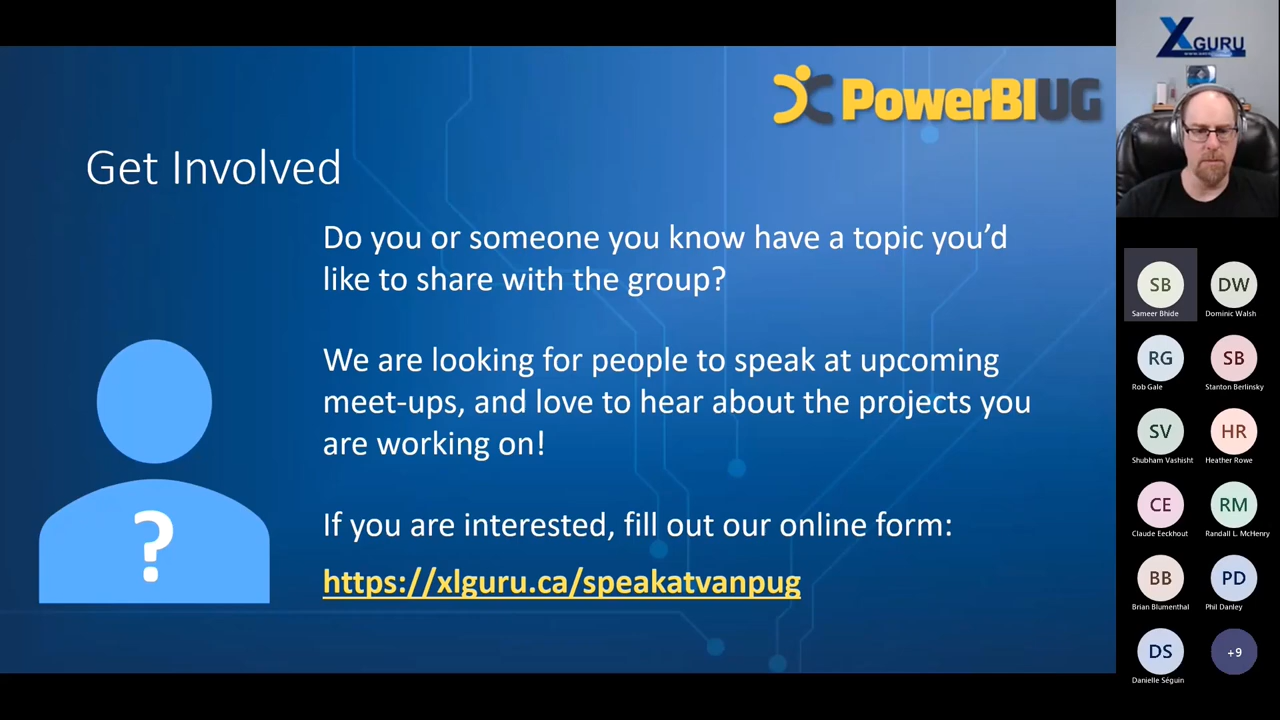 PowerBIUG
Get Involved
Do you or someone you know have a topic you’d
like to share with the group?
We are looking for people to speak at upcoming
meet-ups, and love to hear about the projects you
are working on!
If you are interested, fill out our online form:
https://xlguru.ca/speakatvanpug
?
XLGURU
SB
Sameer Bhide
DW
Dominic Walsh
RG
Rob Gale
SB
Stanton Berlinsky
SV
Shubham Vashisht
HR
Heather Rowe
CE
Claude Eeckhout
RM
Randall L. McHenry
BB
Brian Blumenthal
PD
Phil Danley
DS
Danielle Séguin
+9